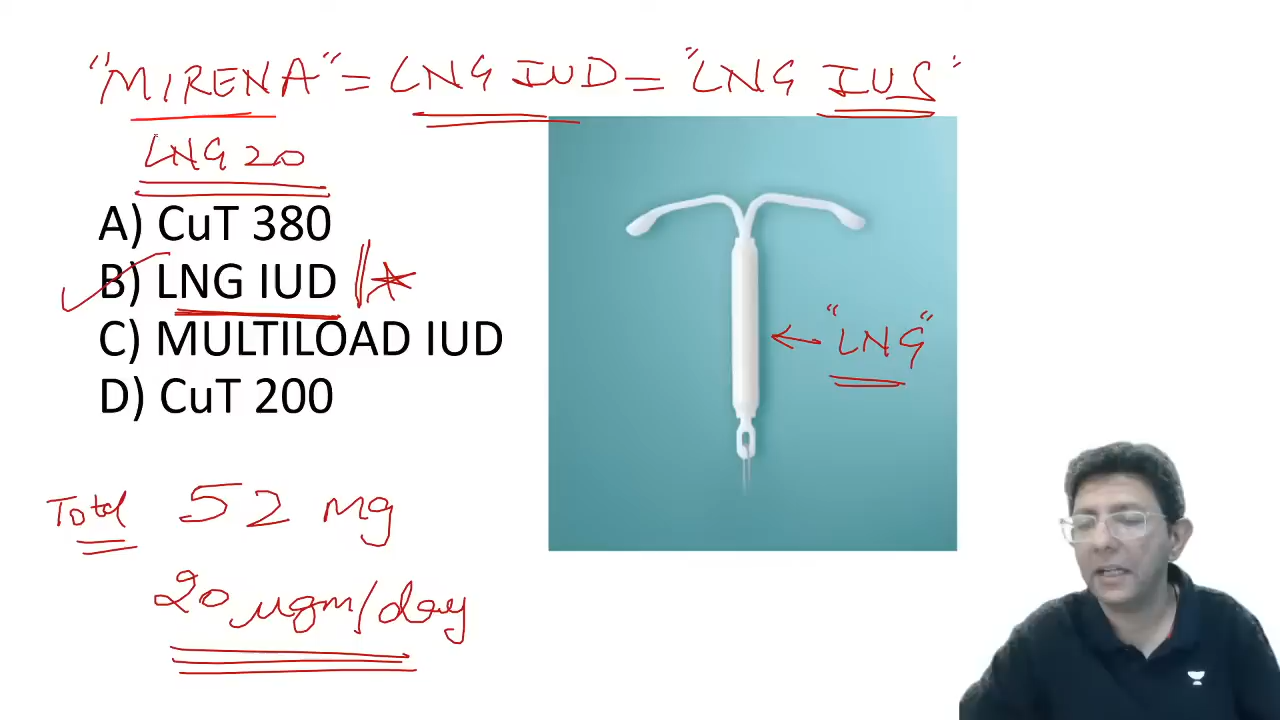 "MIRENA" = LNG IUD = "LNG IUS"
LNG 20
A) CuT 380
B) LNG IUD
C) MULTILOAD IUD
D) CuT 200
"LNG"
Total 52 mg
20 μgm/day